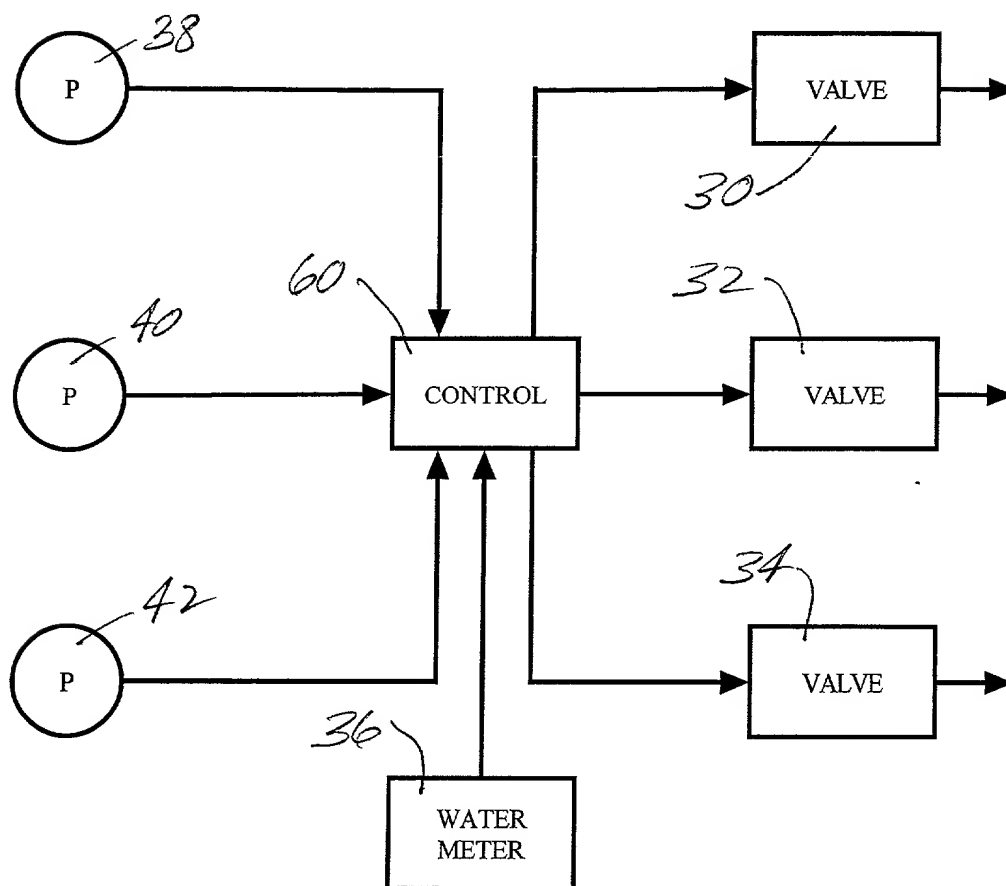 38
P
VALVE
30
60
32
40
P
CONTROL
VALVE
34
42
P
VALVE
36
WATER
METER